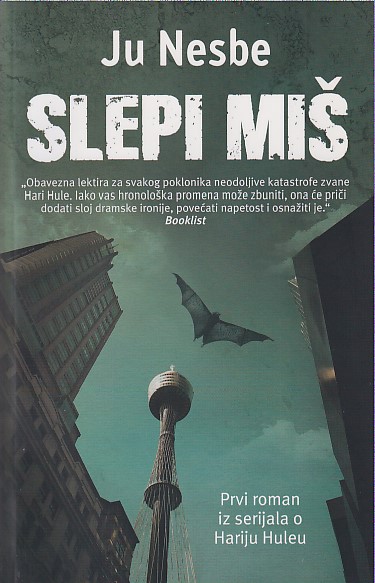 Ju Nesbe
SLEPI MIŠ
„Obavezna lektira za svakog poklonika neodoljive katastrofe zvane
Hari Hule. Iako vas hronološka promena može zbuniti, ona će priči
dodati sloj dramske ironije, povećati napetost i osnažiti je.“
Booklist
Prvi roman
iz serijala o
Hariju Huleu